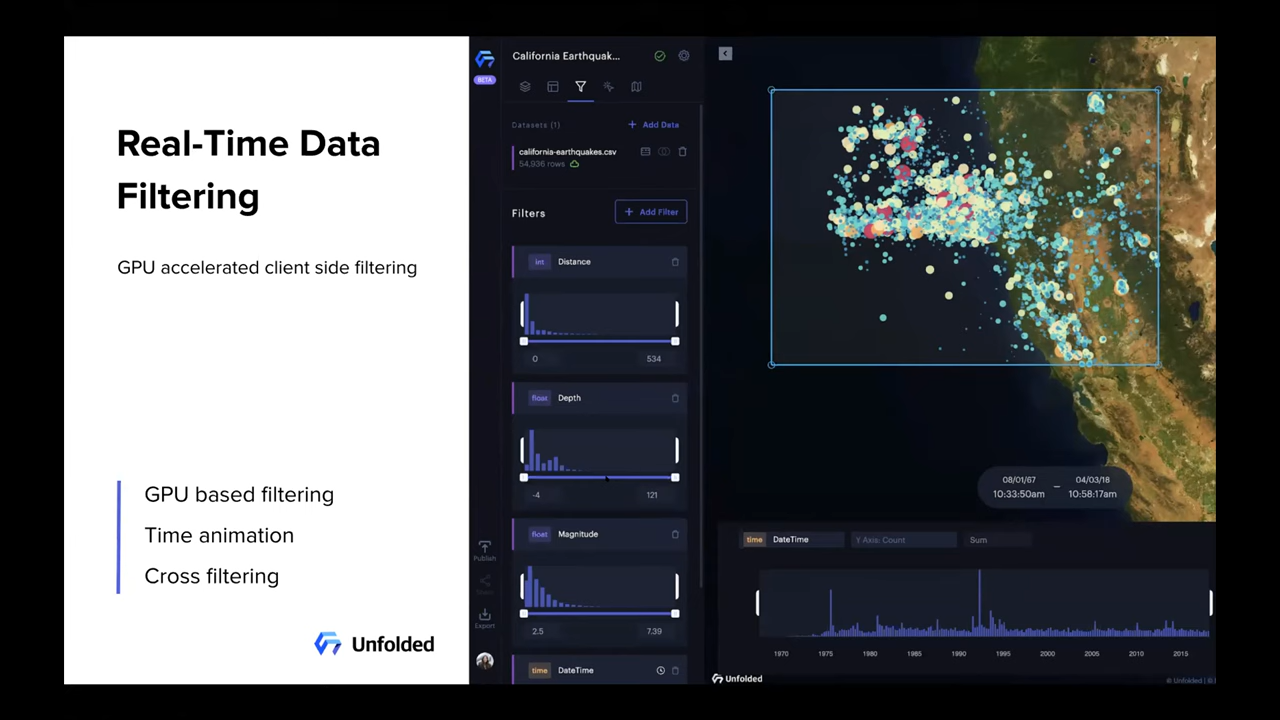 Real-Time Data
Filtering
GPU accelerated client side filtering
GPU based filtering
Time animation
Cross filtering
Unfolded
BETA
California Earthquak...
Datasets (1)
+ Add Data
california-earthquakes.csv
54,936 rows
Filters
+ Add Filter
int Distance
0 534
float Depth
-4 121
float Magnitude
2.5 7.39
time DateTime
Publish
Share
Export
08/01/67 – 04/03/18
10:33:50am 10:58:17am
time DateTime Y Axis: Count Sum
1970 1975 1980 1985 1990 1995 2000 2005 2010 2015
Unfolded
© Unfolded | ©